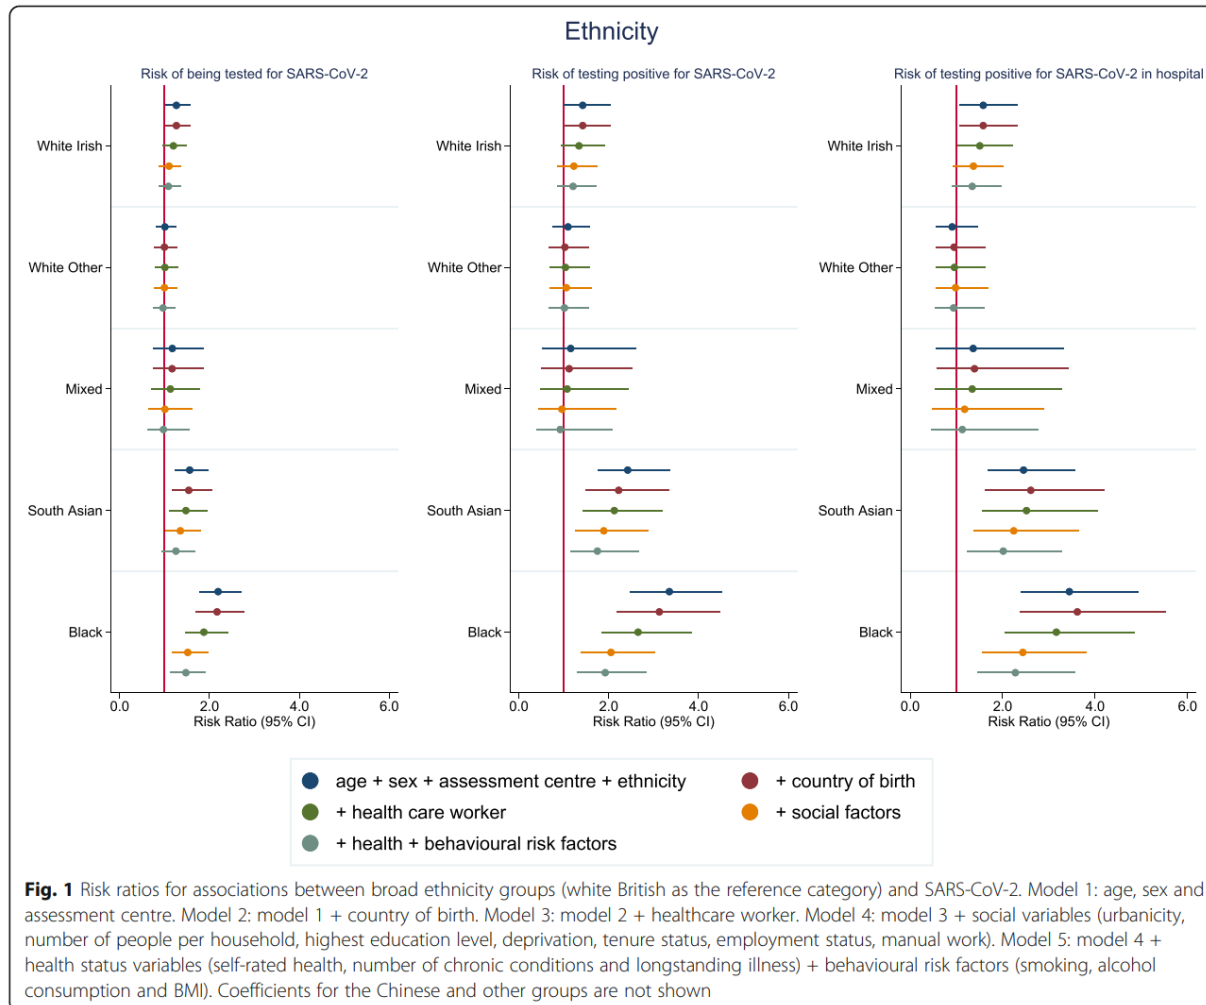 Ethnicity
Risk of being tested for SARS-CoV-2
White Irish
White Other
Mixed
South Asian
Black
0.0 2.0 4.0 6.0
Risk Ratio (95% CI)
Risk of testing positive for SARS-CoV-2
White Irish
White Other
Mixed
South Asian
Black
0.0 2.0 4.0 6.0
Risk Ratio (95% CI)
Risk of testing positive for SARS-CoV-2 in hospital
White Irish
White Other
Mixed
South Asian
Black
0.0 2.0 4.0 6.0
Risk Ratio (95% CI)
age + sex + assessment centre + ethnicity
+ country of birth
+ health care worker
+ social factors
+ health + behavioural risk factors
Fig. 1 Risk ratios for associations between broad ethnicity groups (white British as the reference category) and SARS-CoV-2. Model 1: age, sex and
assessment centre. Model 2: model 1 + country of birth. Model 3: model 2 + healthcare worker. Model 4: model 3 + social variables (urbanicity,
number of people per household, highest education level, deprivation, tenure status, employment status, manual work). Model 5: model 4 +
health status variables (self-rated health, number of chronic conditions and longstanding illness) + behavioural risk factors (smoking, alcohol
consumption and BMI). Coefficients for the Chinese and other groups are not shown